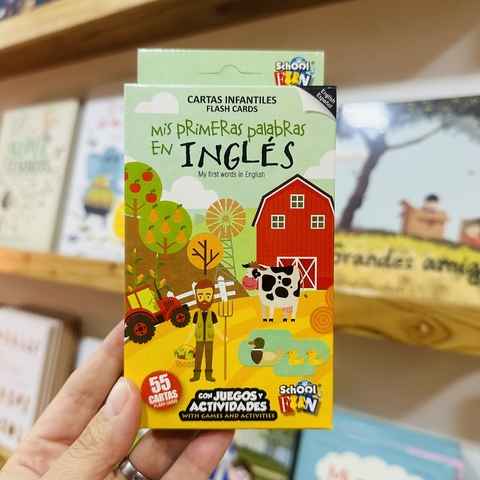 School
FUN
English
Español
CARTAS INFANTILES
FLASH CARDS
Mis PRiMERAS PalabRas
EN INGLÉS
My first words in English
55
CARTAS
FLASH CARDS
CON JUEGOS Y
ACTIVIDADES
WITH GAMES AND ACTIVITIES
School
FUN
Grandes amig